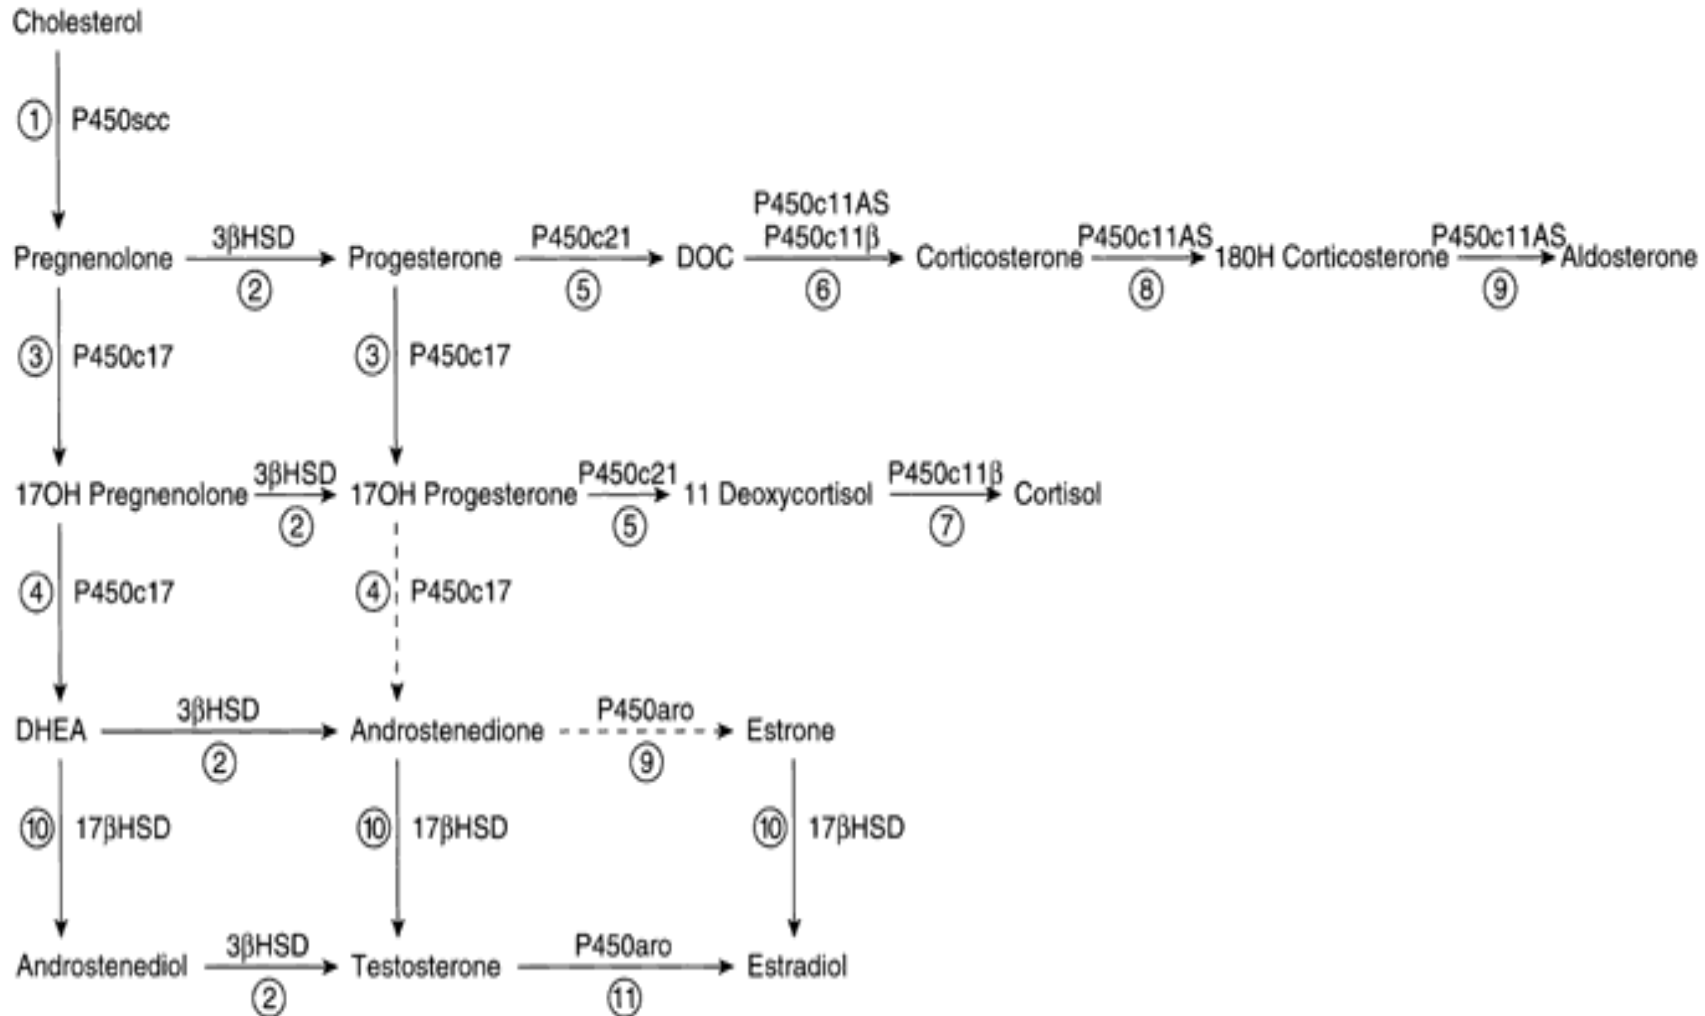 Cholesterol
① P450scc
P450c11AS
3βHSD P450c21 P450c11β P450c11AS P450c11AS
Pregnenolone Progesterone DOC Corticosterone 180H Corticosterone Aldosterone
② ⑤ ⑥ ⑧ ⑨
③ P450c17 ③ P450c17
3βHSD P450c21 P450c11β
17OH Pregnenolone 17OH Progesterone 11 Deoxycortisol Cortisol
② ⑤ ⑦
④ P450c17 ④ P450c17
3βHSD P450aro
DHEA Androstenedione Estrone
② ⑨
⑩ 17βHSD ⑩ 17βHSD ⑩ 17βHSD
3βHSD P450aro
Androstenediol Testosterone Estradiol
② ⑪